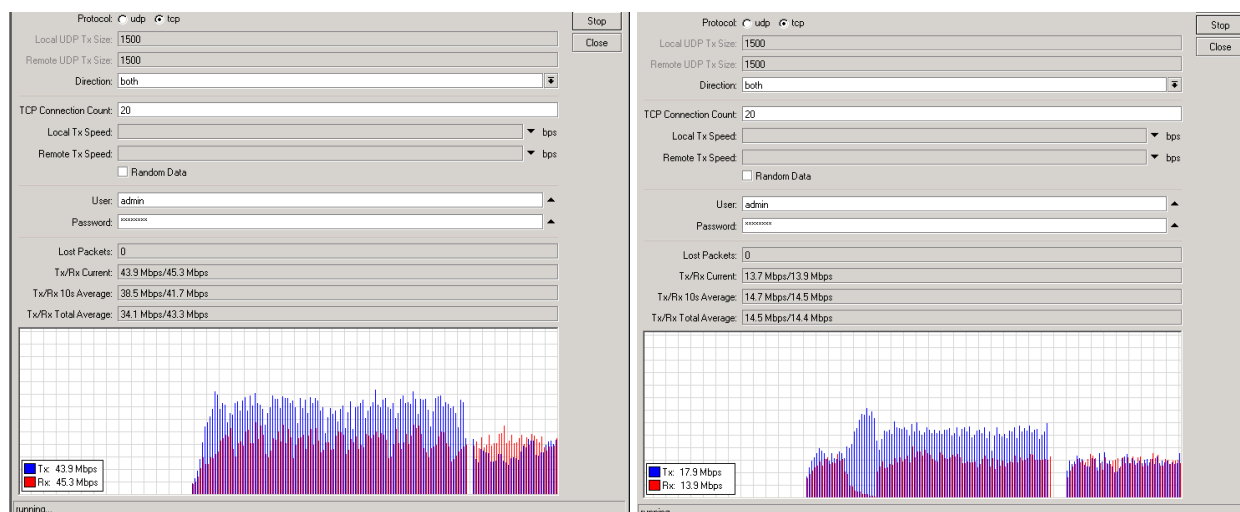 Protocol: udp tcp
Stop
Local UDP Tx Size: 1500
Close
Remote UDP Tx Size: 1500
Direction: both
TCP Connection Count: 20
Local Tx Speed: bps
Remote Tx Speed: bps
Random Data
User: admin
Password: ××××××××
Lost Packets: 0
Tx/Rx Current: 43.9 Mbps/45.3 Mbps
Tx/Rx 10s Average: 38.5 Mbps/41.7 Mbps
Tx/Rx Total Average: 34.1 Mbps/43.3 Mbps
Tx: 43.9 Mbps
Rx: 45.3 Mbps
running...
Protocol: udp tcp
Stop
Local UDP Tx Size: 1500
Close
Remote UDP Tx Size: 1500
Direction: both
TCP Connection Count: 20
Local Tx Speed: bps
Remote Tx Speed: bps
Random Data
User: admin
Password: ××××××××
Lost Packets: 0
Tx/Rx Current: 13.7 Mbps/13.9 Mbps
Tx/Rx 10s Average: 14.7 Mbps/14.5 Mbps
Tx/Rx Total Average: 14.5 Mbps/14.4 Mbps
Tx: 17.9 Mbps
Rx: 13.9 Mbps